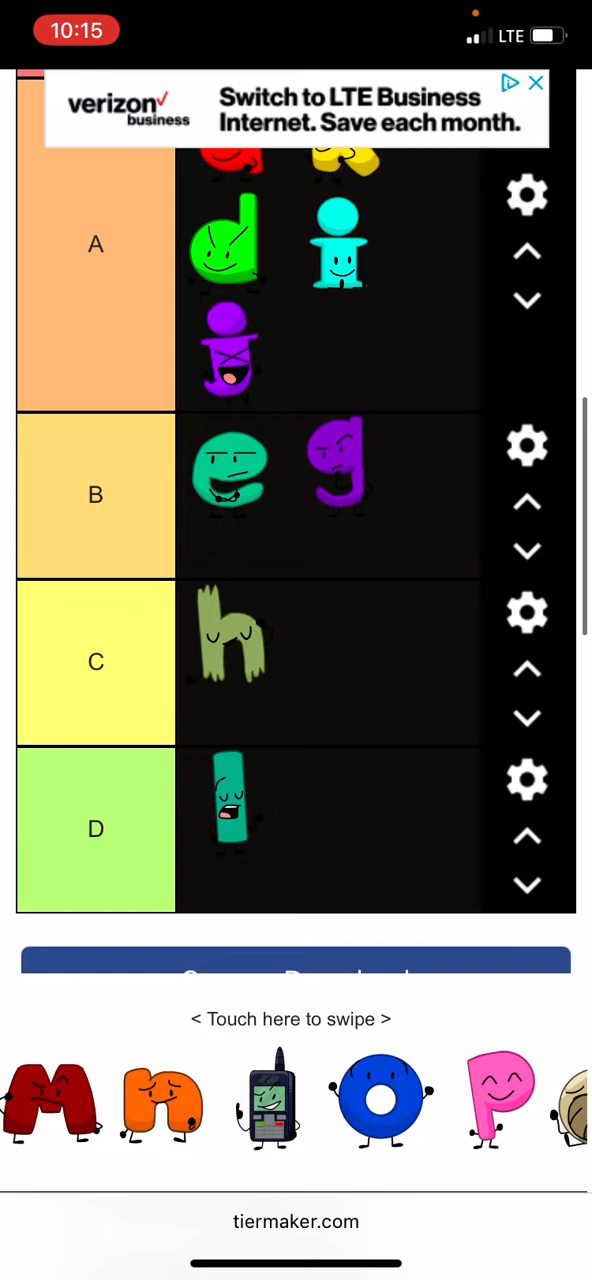 10:15
LTE
verizon
business
Switch to LTE Business
Internet. Save each month.
A
d
i
j
B
e
g
C
h
D
l
< Touch here to swipe >
M
n
O
P
tiermaker.com